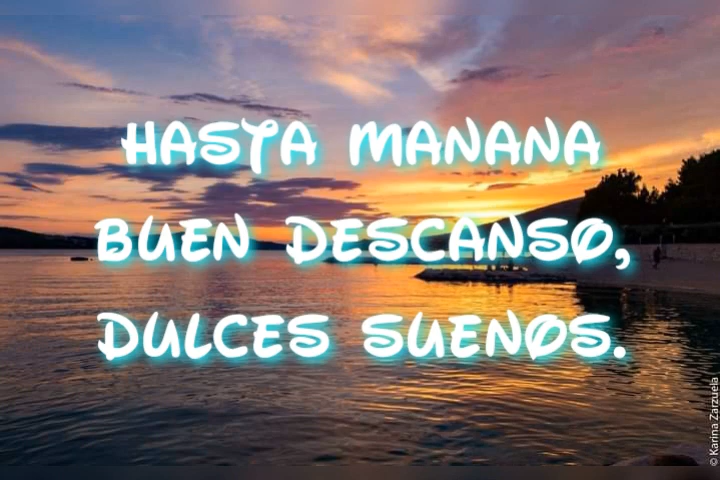 HASTA MANANA
BUEN DESCANSO,
DULCES SUENOS.
© Karina Zarzuela